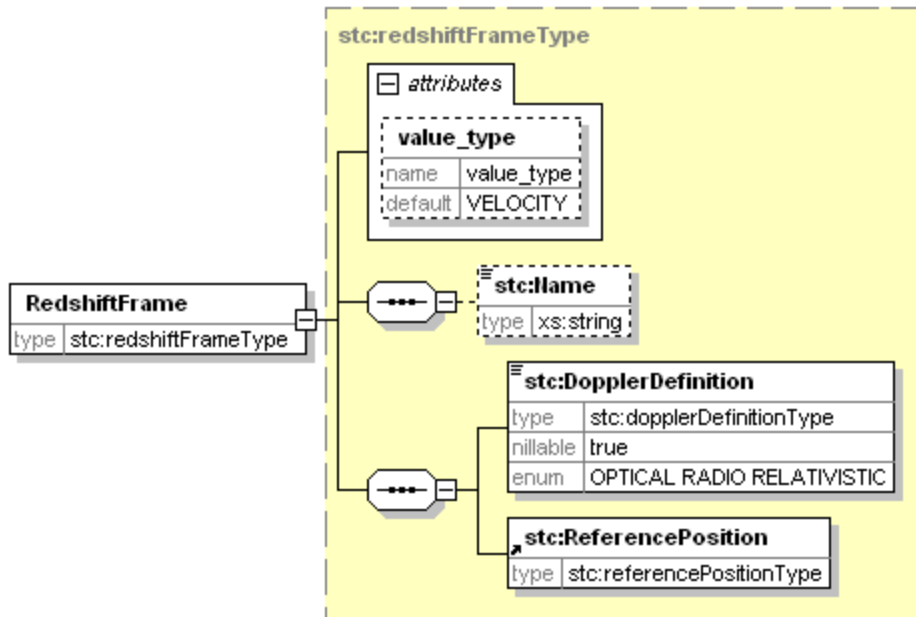 stc:redshiftFrameType
attributes
value_type
name value_type
default VELOCITY
RedshiftFrame
type stc:redshiftFrameType
stc:Name
type xs:string
stc:DopplerDefinition
type stc:dopplerDefinitionType
nillable true
enum OPTICAL RADIO RELATIVISTIC
stc:ReferencePosition
type stc:referencePositionType